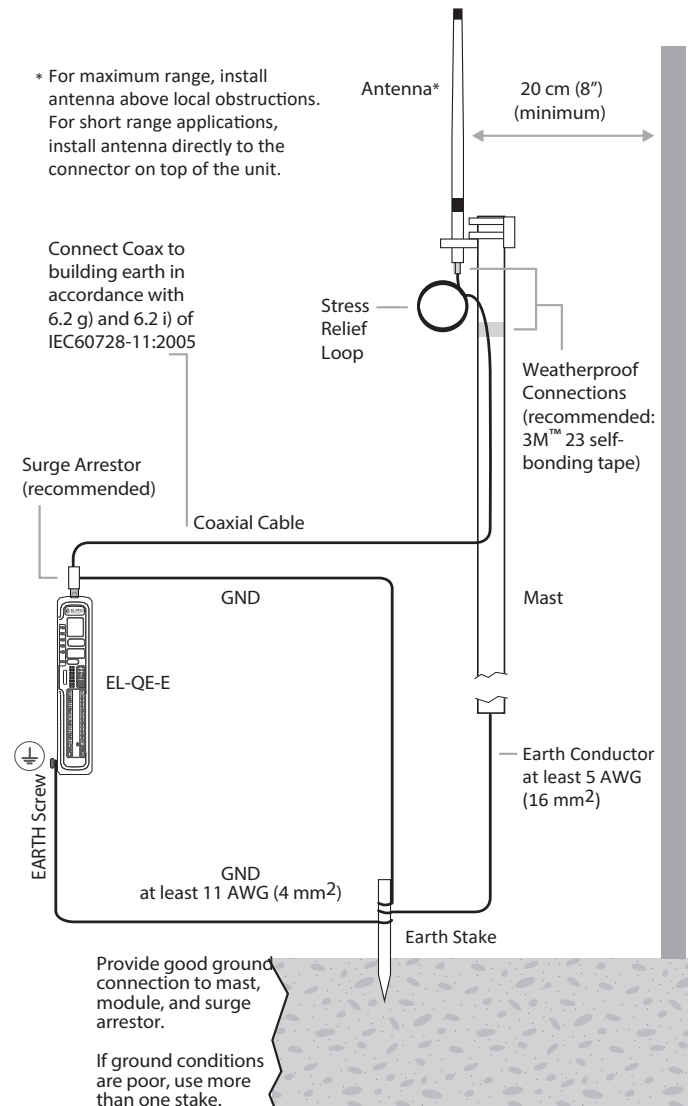 * For maximum range, install
antenna above local obstructions.
For short range applications,
install antenna directly to the
connector on top of the unit.
Antenna*
20 cm (8”)
(minimum)
Connect Coax to
building earth in
accordance with
6.2 g) and 6.2 i) of
IEC60728-11:2005
Stress
Relief
Loop
Weatherproof
Connections
(recommended:
3M™ 23 self-
bonding tape)
Surge Arrestor
(recommended)
Coaxial Cable
GND
Mast
EL-QE-E
EARTH Screw
Earth Conductor
at least 5 AWG
(16 mm2)
GND
at least 11 AWG (4 mm2)
Earth Stake
Provide good ground
connection to mast,
module, and surge
arrestor.
If ground conditions
are poor, use more
than one stake.